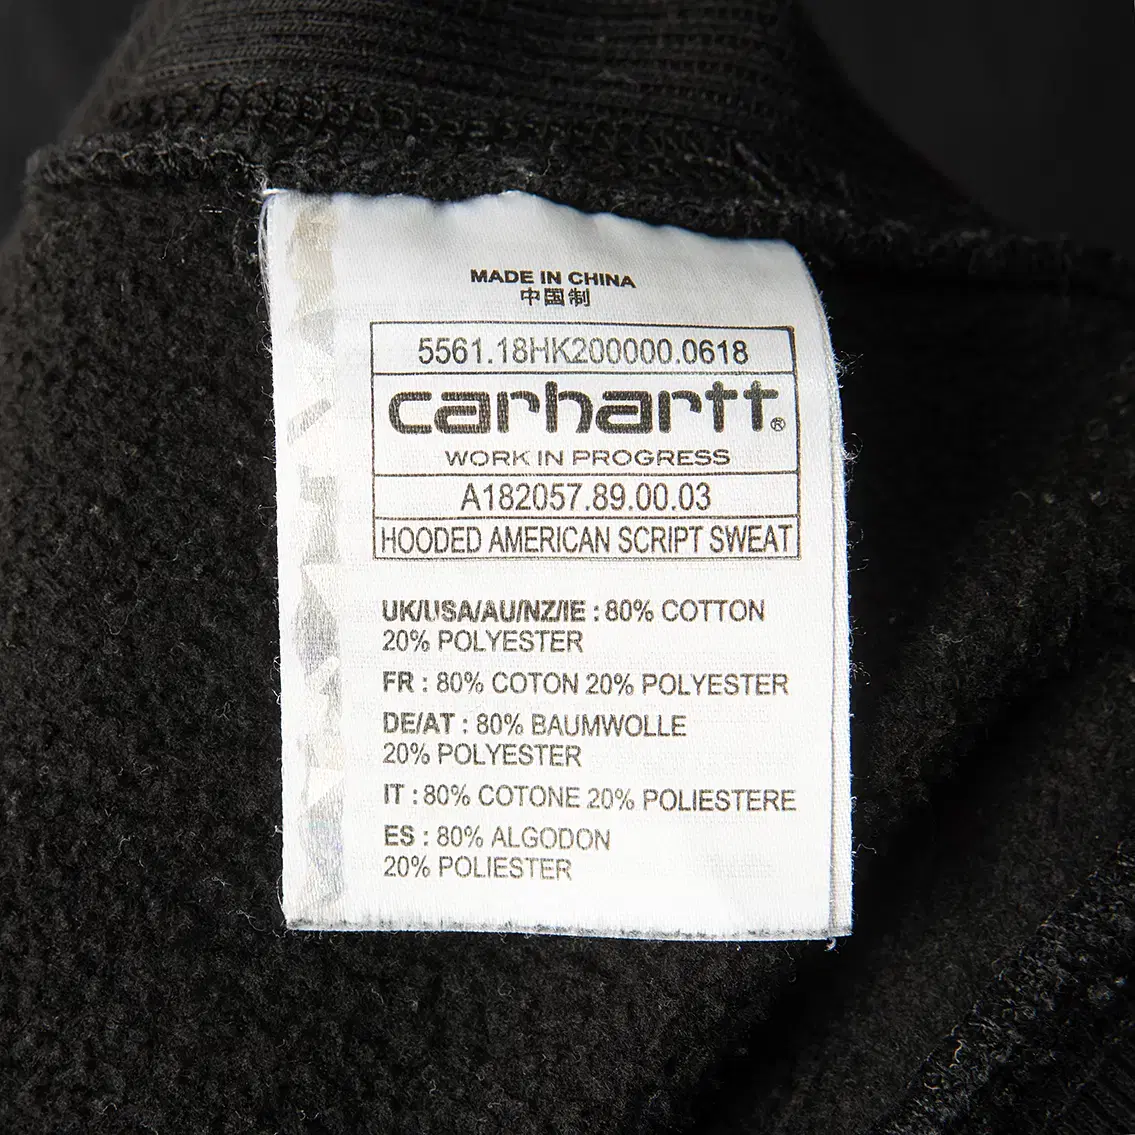 MADE IN CHINA
中国制
5561.18HK200000.0618
carhartt®
WORK IN PROGRESS
A182057.89.00.03
HOODED AMERICAN SCRIPT SWEAT
UK/USA/AU/NZ/IE : 80% COTTON
20% POLYESTER
FR : 80% COTON 20% POLYESTER
DE/AT : 80% BAUMWOLLE
20% POLYESTER
IT : 80% COTONE 20% POLIESTERE
ES : 80% ALGODON
20% POLIESTER